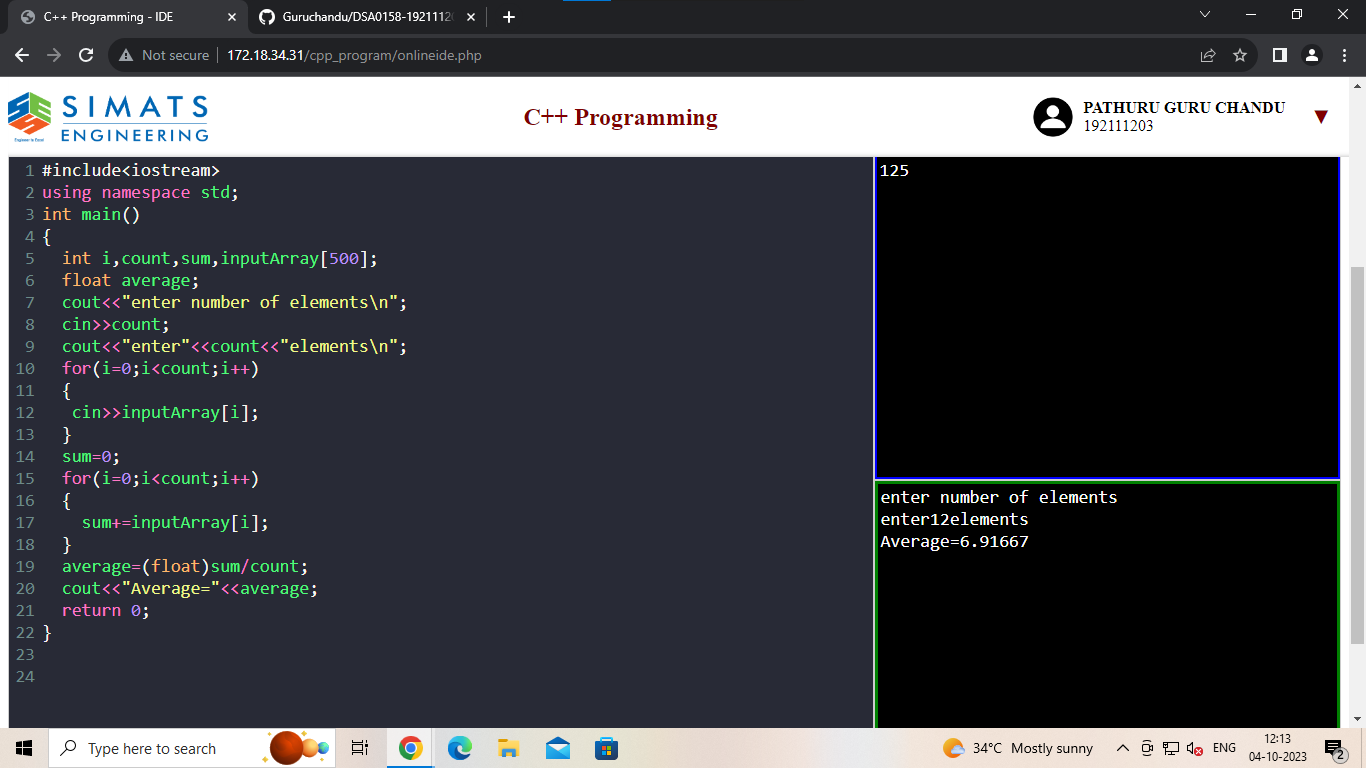 C++ Programming - IDE
Guruchandu/DSA0158-1921112
Not secure
172.18.34.31/cpp_program/onlineide.php
SIMATS
ENGINEERING
Engineer to Excel
C++ Programming
PATHURU GURU CHANDU
192111203
1 #include<iostream>
2 using namespace std;
3 int main()
4 {
5 int i,count,sum,inputArray[500];
6 float average;
7 cout<<"enter number of elements\n";
8 cin>>count;
9 cout<<"enter"<<count<<"elements\n";
10 for(i=0;i<count;i++)
11 {
12 cin>>inputArray[i];
13 }
14 sum=0;
15 for(i=0;i<count;i++)
16 {
17 sum+=inputArray[i];
18 }
19 average=(float)sum/count;
20 cout<<"Average="<<average;
21 return 0;
22 }
23
24
125
enter number of elements
enter12elements
Average=6.91667
Type here to search
34°C Mostly sunny
ENG
12:13
04-10-2023
2